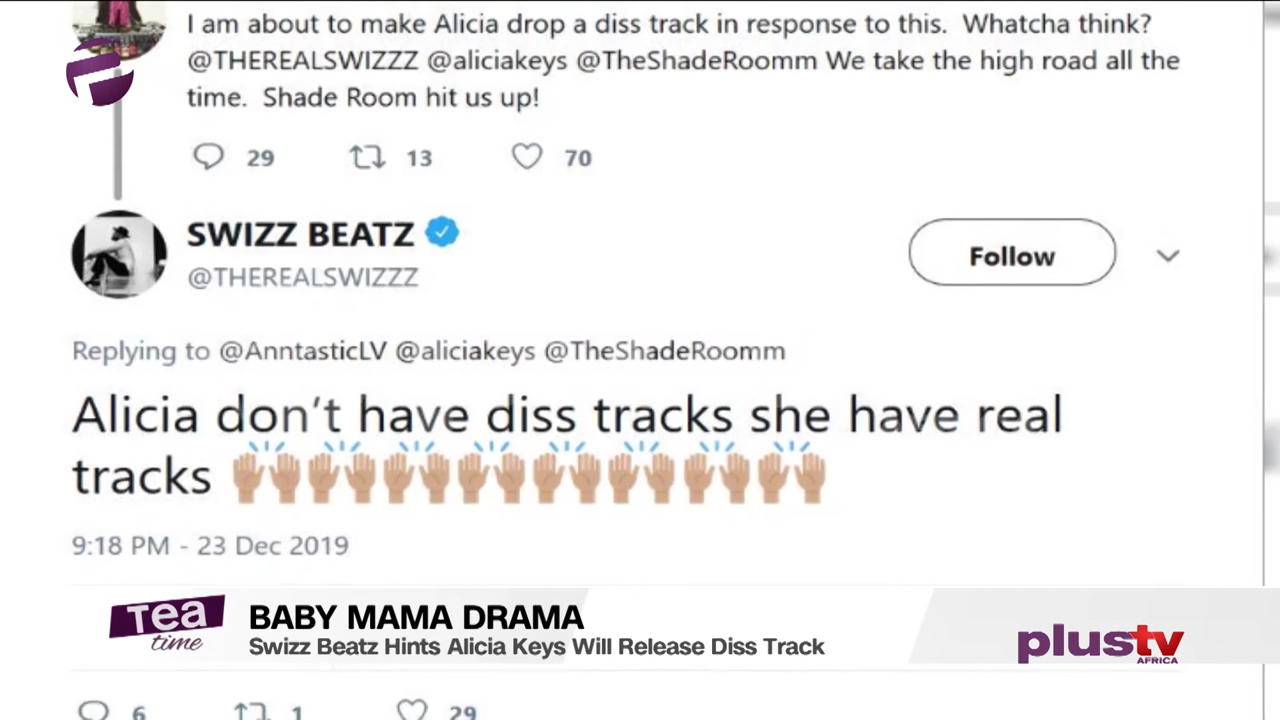 I am about to make Alicia drop a diss track in response to this.  Whatcha think?
@THEREALSWIZZZ @aliciakeys @TheShadeRoomm We take the high road all the
time.  Shade Room hit us up!
29 13 70
SWIZZ BEATZ
@THEREALSWIZZZ
Follow
Replying to @AnntasticLV @aliciakeys @TheShadeRoomm
Alicia don't have diss tracks she have real
tracks 🙌🏽🙌🏽🙌🏽🙌🏽🙌🏽🙌🏽🙌🏽🙌🏽
9:18 PM - 23 Dec 2019
Tea
time
BABY MAMA DRAMA
Swizz Beatz Hints Alicia Keys Will Release Diss Track
plustv
AFRICA
6 1 29